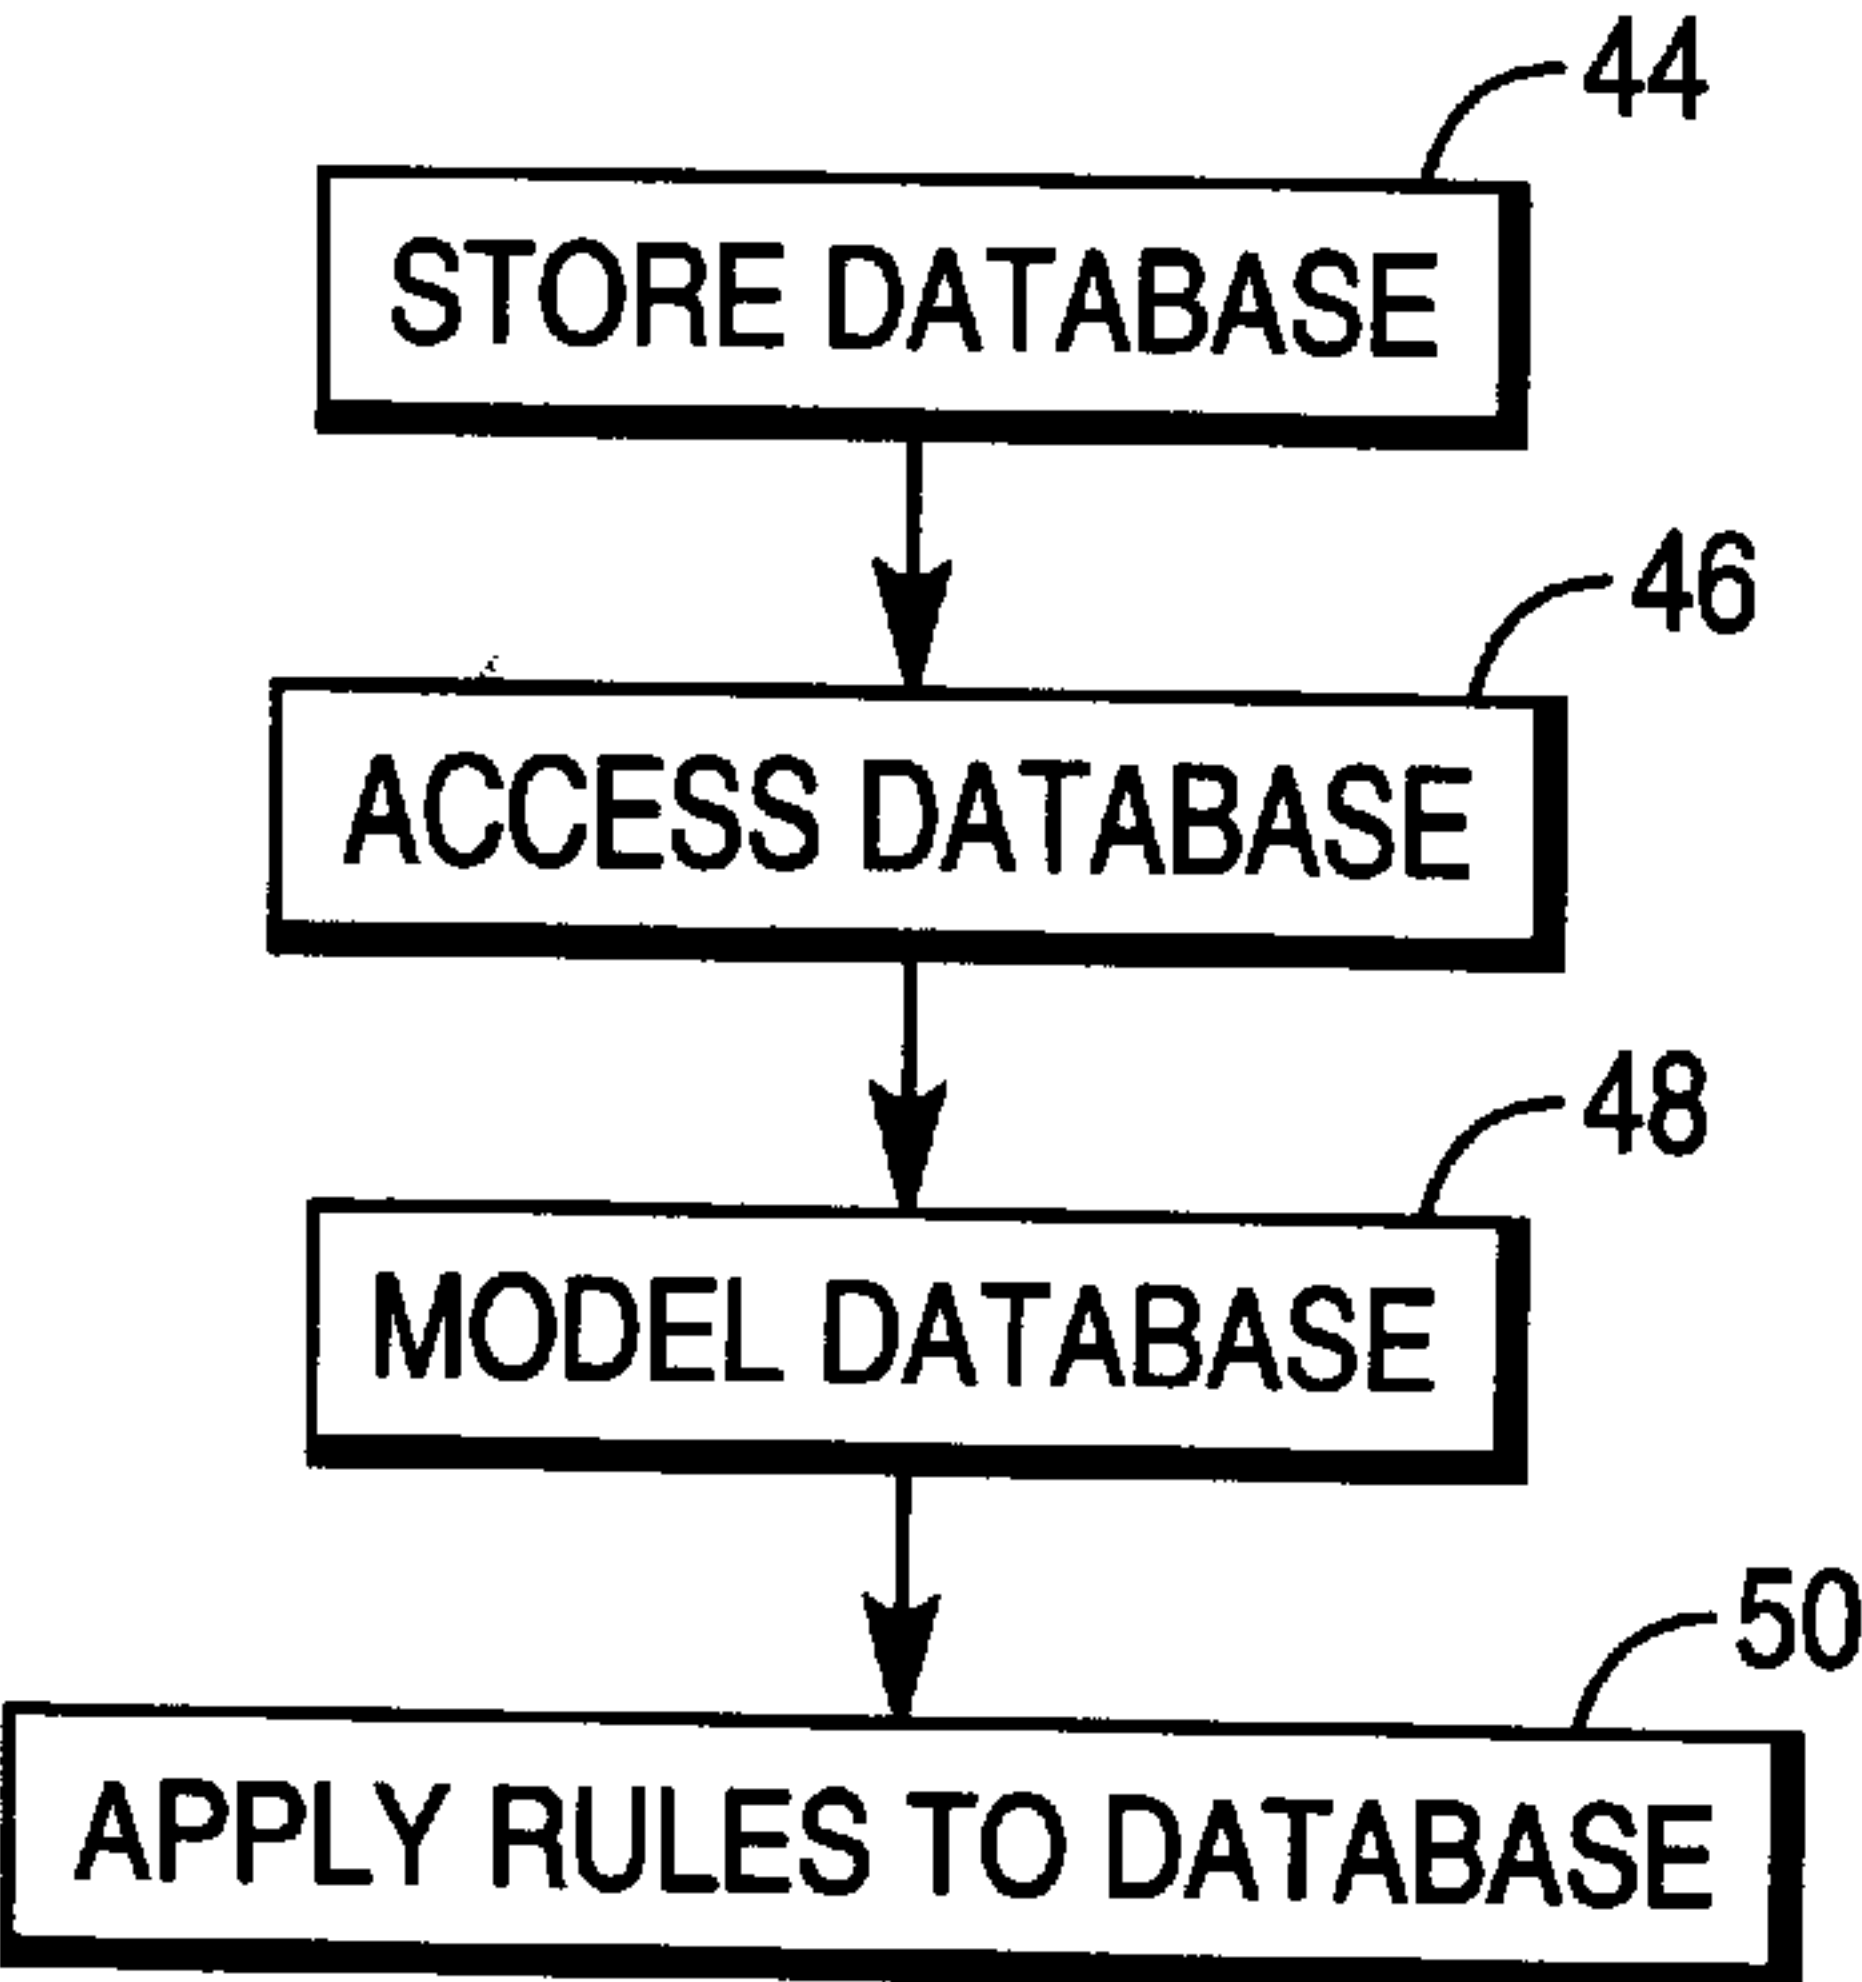 44
STORE DATABASE
46
ACCESS DATABASE
48
MODEL DATABASE
50
APPLY RULES TO DATABASE